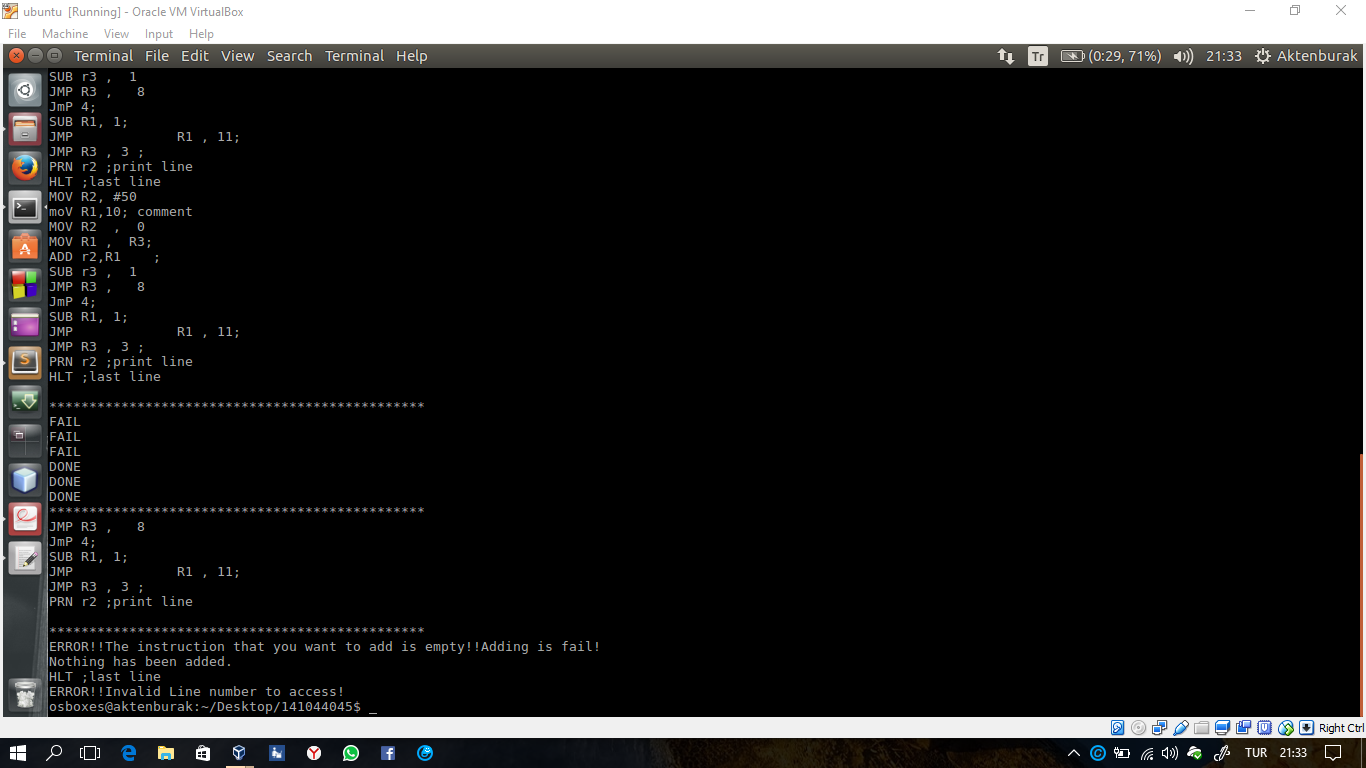 ubuntu [Running] - Oracle VM VirtualBox
File Machine View Input Help
Terminal File Edit View Search Terminal Help Tr (0:29, 71%) 21:33 Aktenburak
SUB r3 ,  1
JMP R3 ,   8
JmP 4;
SUB R1, 1;
JMP             R1 , 11;
JMP R3 , 3 ;
PRN r2 ;print line
HLT ;last line
MOV R2, #50
moV R1,10; comment
MOV R2  ,  0
MOV R1 ,  R3;
ADD r2,R1    ;
SUB r3 ,  1
JMP R3 ,   8
JmP 4;
SUB R1, 1;
JMP             R1 , 11;
JMP R3 , 3 ;
PRN r2 ;print line
HLT ;last line
***********************************************
FAIL
FAIL
FAIL
DONE
DONE
DONE
***********************************************
JMP R3 ,   8
JmP 4;
SUB R1, 1;
JMP             R1 , 11;
JMP R3 , 3 ;
PRN r2 ;print line
***********************************************
ERROR!!The instruction that you want to add is empty!!Adding is fail!
Nothing has been added.
HLT ;last line
ERROR!!Invalid Line number to access!
osboxes@aktenburak:~/Desktop/141044045$ _
Right Ctrl
TUR 21:33